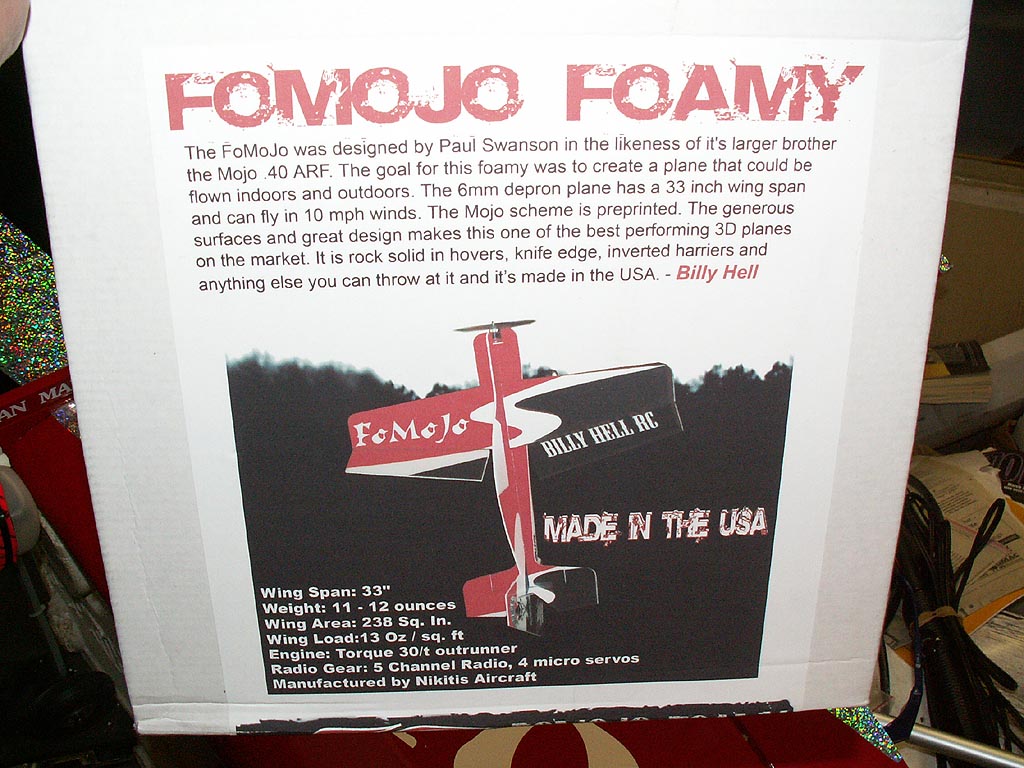 FOMOJO FOAMY
The FoMoJo was designed by Paul Swanson in the likeness of it's larger brother
the Mojo .40 ARF. The goal for this foamy was to create a plane that could be
flown indoors and outdoors. The 6mm depron plane has a 33 inch wing span
and can fly in 10 mph winds. The Mojo scheme is preprinted. The generous
surfaces and great design makes this one of the best performing 3D planes
on the market. It is rock solid in hovers, knife edge, inverted harriers and
anything else you can throw at it and it's made in the USA. - Billy Hell
FoMoJo
BILLY HELL RC
MADE IN THE USA
Wing Span: 33"
Weight: 11 - 12 ounces
Wing Area: 238 Sq. In.
Wing Load:13 Oz / sq. ft
Engine: Torque 30/t outrunner
Radio Gear: 5 Channel Radio, 4 micro servos
Manufactured by Nikitis Aircraft
FOMOJO FOAMY
AN MA